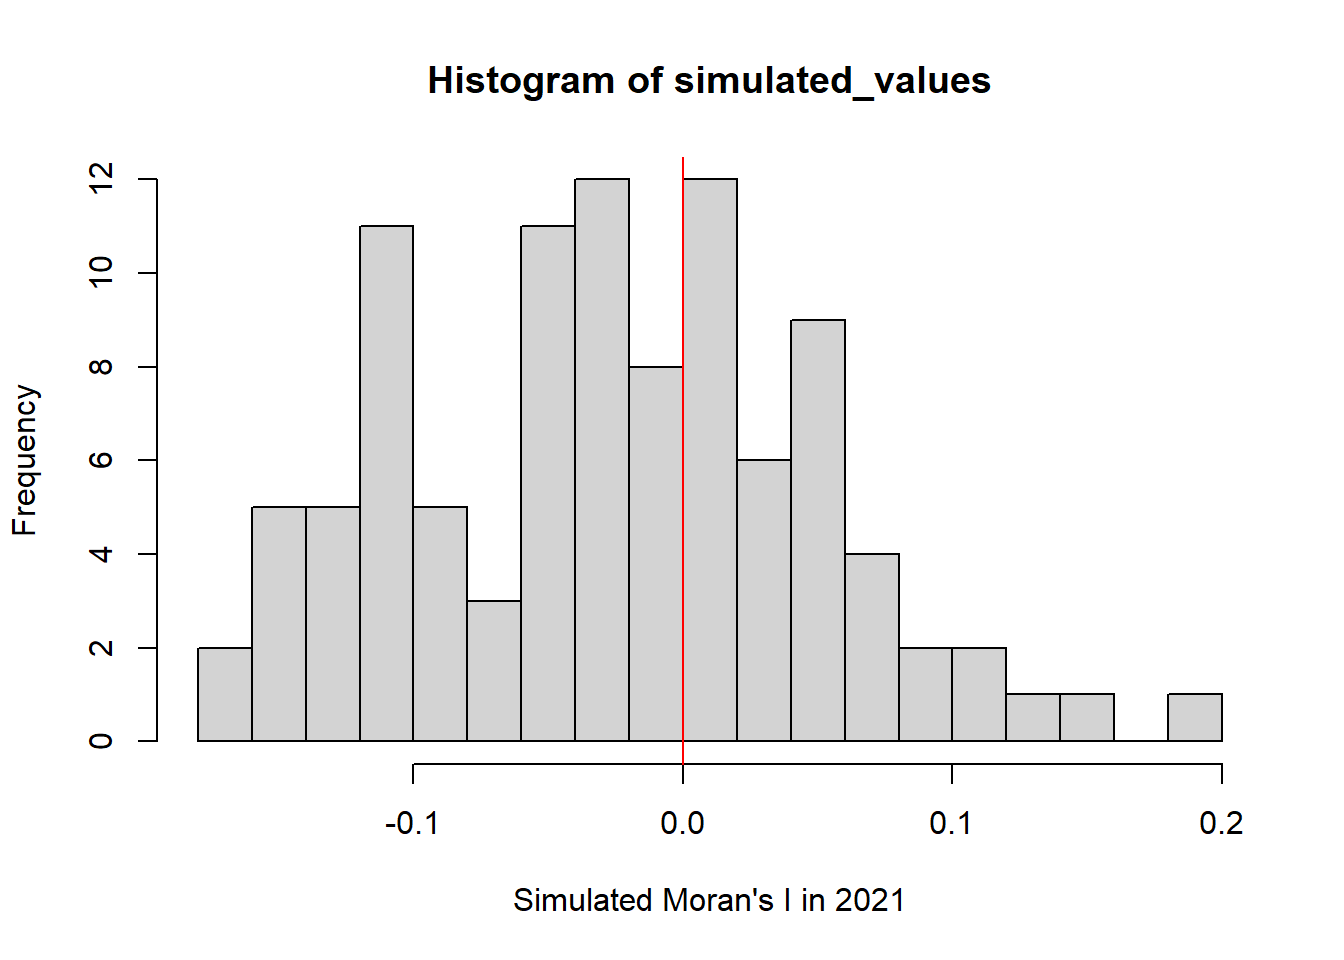 Histogram of simulated_values
Frequency
12
10
8
6
4
2
0
-0.1 0.0 0.1 0.2
Simulated Moran's I in 2021